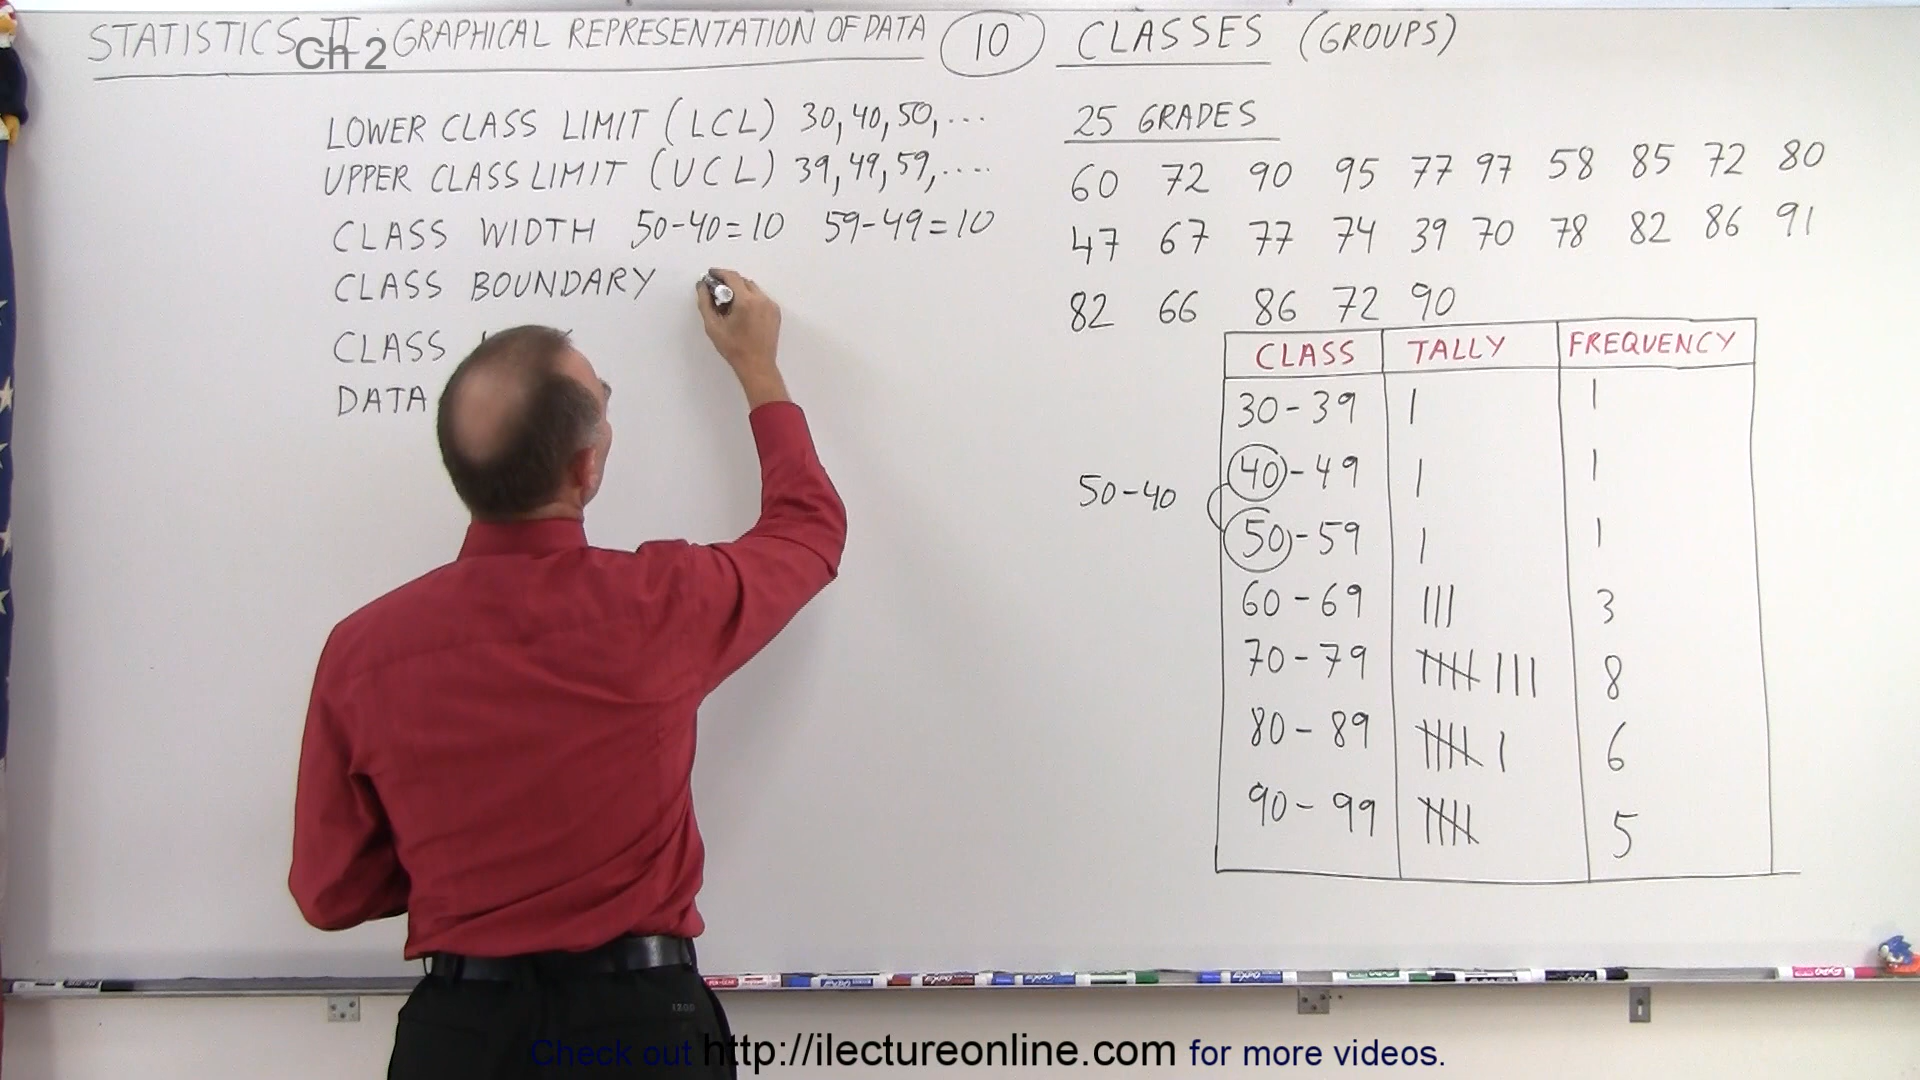 STATISTICS II: GRAPHICAL REPRESENTATION OF DATA 10 CLASSES (GROUPS)
Ch 2
LOWER CLASS LIMIT (LCL) 30, 40, 50, ...
UPPER CLASS LIMIT (UCL) 39, 49, 59, ....
CLASS WIDTH 50-40=10 59-49=10
CLASS BOUNDARY
CLASS
DATA
25 GRADES
60 72 90 95 77 97 58 85 72 80
47 67 77 74 39 70 78 82 86 91
82 66 86 72 90
CLASS TALLY FREQUENCY
30-39 | 1
40-49 | 1
50-40
50-59 | 1
60-69 ||| 3
70-79 |||| ||| 8
80-89 |||| | 6
90-99 |||| 5
Check out http://ilectureonline.com for more videos.